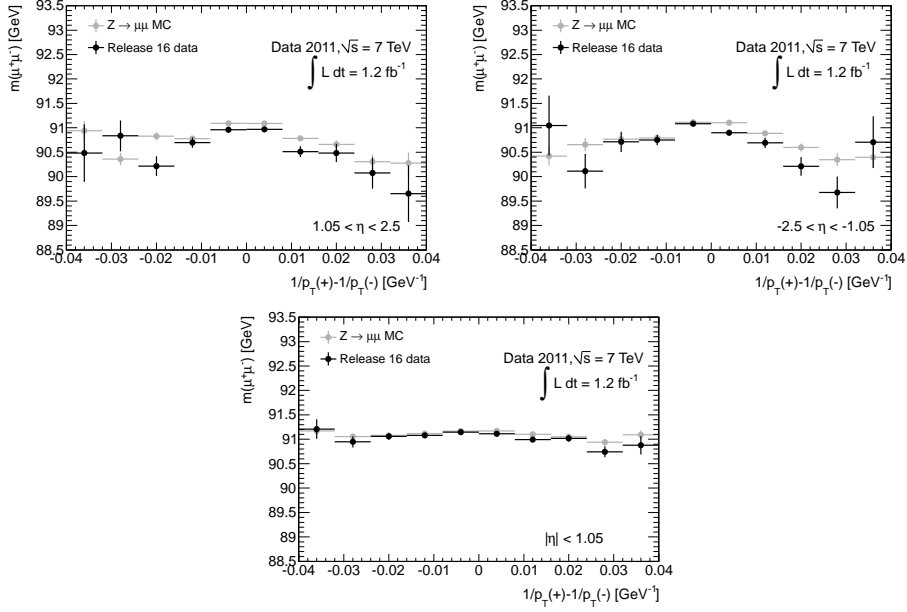 m(μ⁺μ⁻) [GeV]
93.5
93
92.5
92
91.5
91
90.5
90
89.5
89
88.5
Z → μμ MC
Release 16 data
Data 2011, √s = 7 TeV
∫ L dt = 1.2 fb⁻¹
1.05 < η < 2.5
-0.04 -0.03 -0.02 -0.01 0 0.01 0.02 0.03 0.04
1/p_T(+)-1/p_T(-) [GeV⁻¹]
m(μ⁺μ⁻) [GeV]
93.5
93
92.5
92
91.5
91
90.5
90
89.5
89
88.5
Z → μμ MC
Release 16 data
Data 2011, √s = 7 TeV
∫ L dt = 1.2 fb⁻¹
-2.5 < η < -1.05
-0.04 -0.03 -0.02 -0.01 0 0.01 0.02 0.03 0.04
1/p_T(+)-1/p_T(-) [GeV⁻¹]
m(μ⁺μ⁻) [GeV]
93.5
93
92.5
92
91.5
91
90.5
90
89.5
89
88.5
Z → μμ MC
Release 16 data
Data 2011, √s = 7 TeV
∫ L dt = 1.2 fb⁻¹
|η| < 1.05
-0.04 -0.03 -0.02 -0.01 0 0.01 0.02 0.03 0.04
1/p_T(+)-1/p_T(-) [GeV⁻¹]